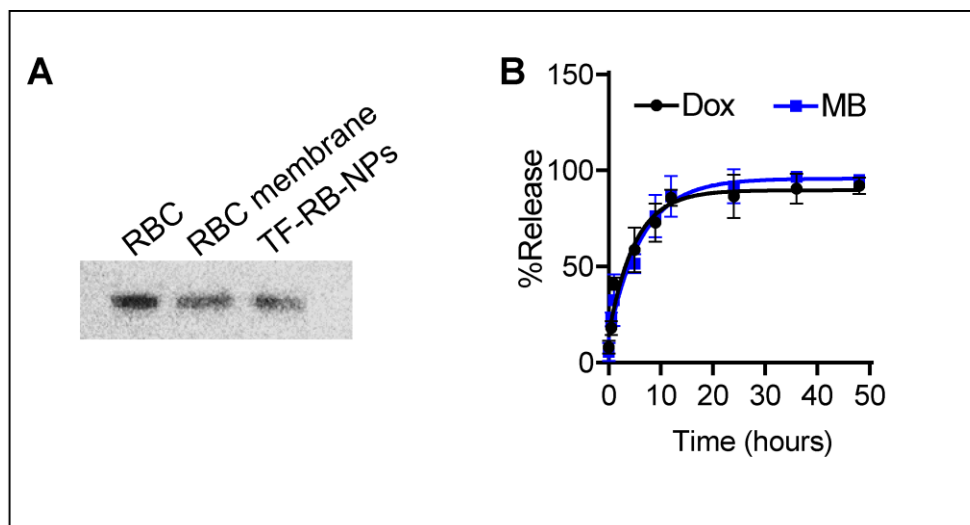 A
RBC
RBC membrane
TF-RB-NPs
B
150
100
50
0
%Release
Dox
MB
0 10 20 30 40 50
Time (hours)